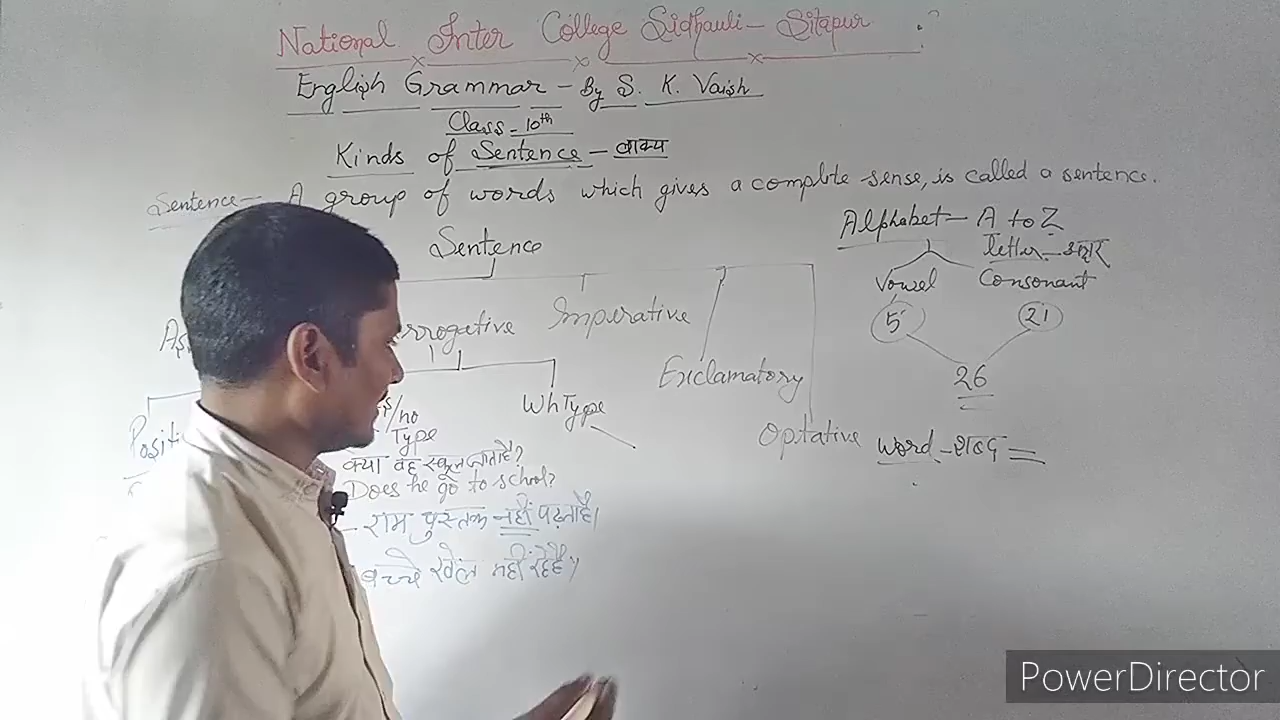 National Inter College Sidhauli - Sitapur
English Grammar - By S. K. Vaish
Class - 10th
Kinds of Sentence - वाक्य
Sentence - A group of words which gives a complete sense, is called a sentence.
Sentence
Alphabet - A to Z
letter - अक्षर
Vowel Consonant
5 21
26
Imperative
Exclamatory
Optative
/no Type
Wh Type
word - शब्द =
क्या वह स्कूल जाता है?
Does he go to school?
- राम पुस्तक नहीं पढ़ता है।
बच्चे खेल नहीं रहे है।
PowerDirector